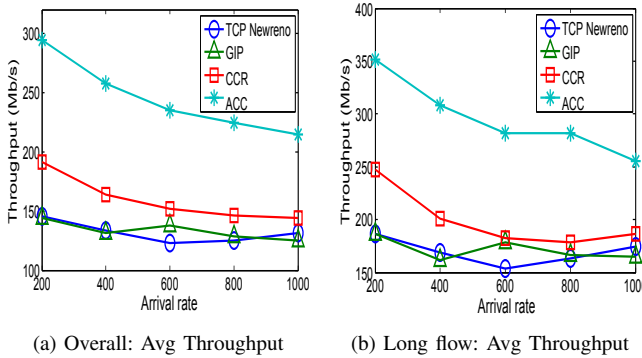 Throughput (Mb/s)
300
250
200
150
100
200
400
600
800
1000
Arrival rate
TCP Newreno
GIP
CCR
ACC
(a) Overall: Avg Throughput
Throughput (Mb/s)
400
350
300
250
200
150
200
400
600
800
1000
Arrival rate
TCP Newreno
GIP
CCR
ACC
(b) Long flow: Avg Throughput